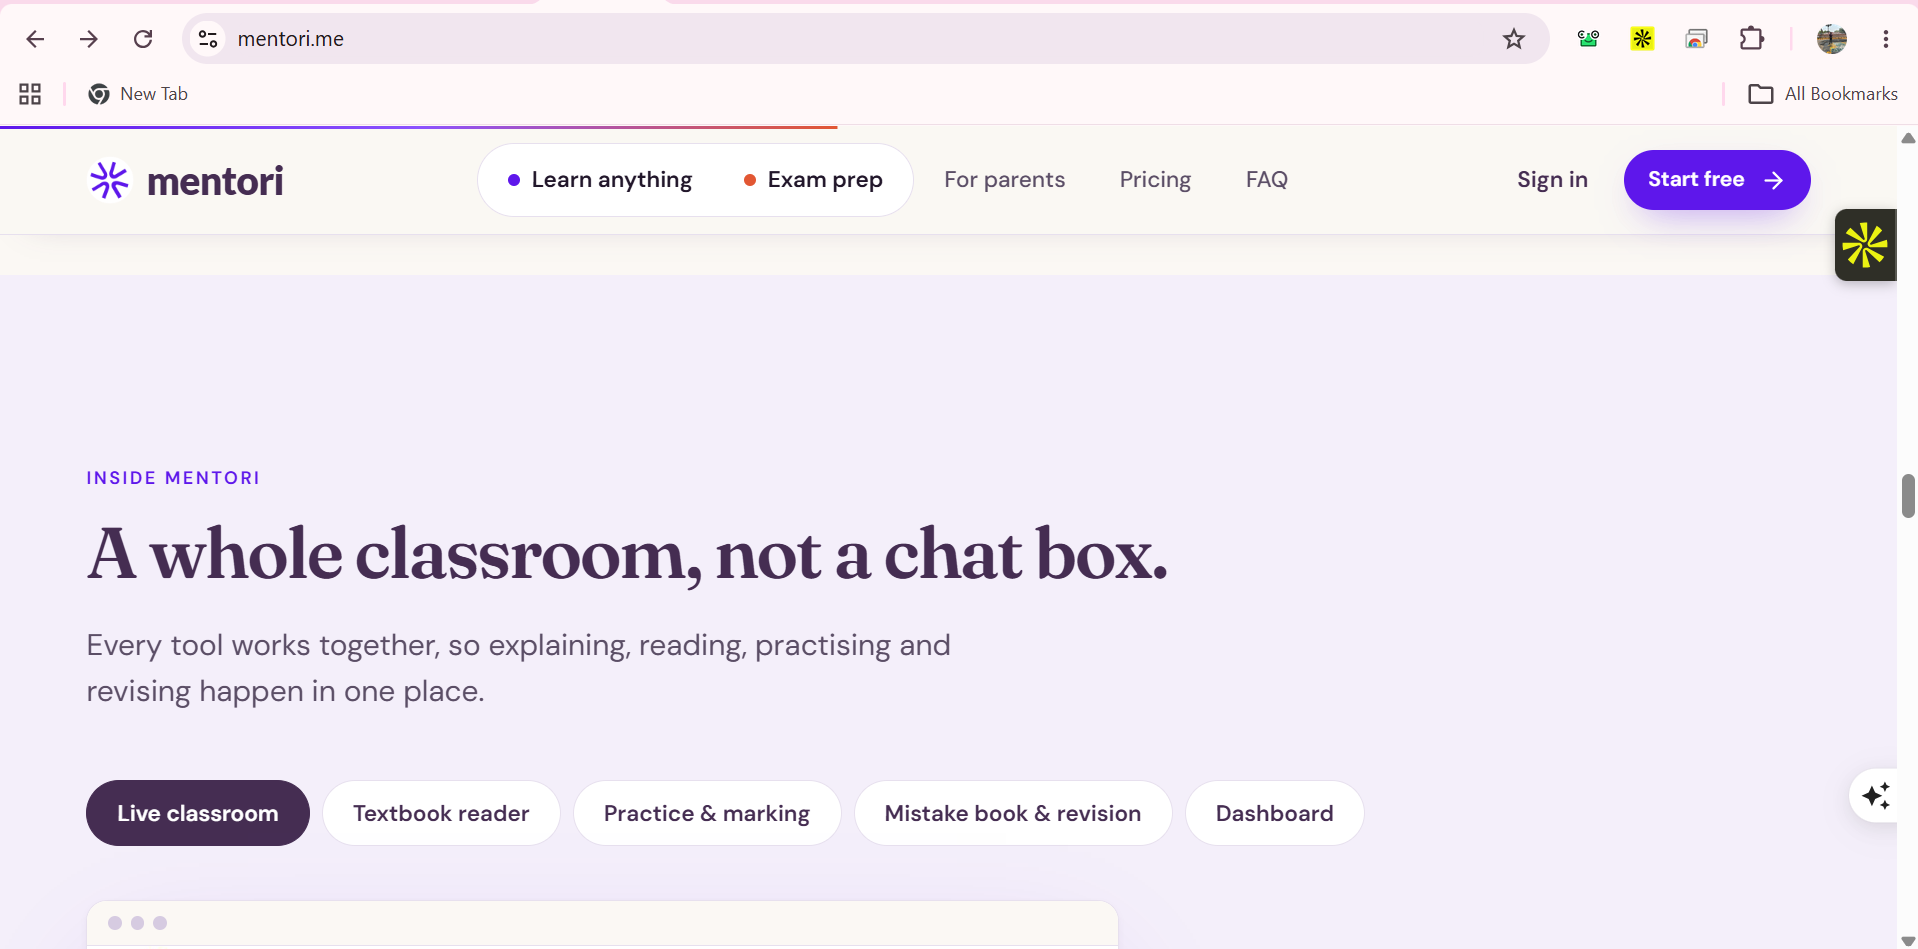 mentori.me
New Tab
All Bookmarks
mentori
Learn anything
Exam prep
For parents
Pricing
FAQ
Sign in
Start free
INSIDE MENTORI
A whole classroom, not a chat box.
Every tool works together, so explaining, reading, practising and
revising happen in one place.
Live classroom
Textbook reader
Practice & marking
Mistake book & revision
Dashboard